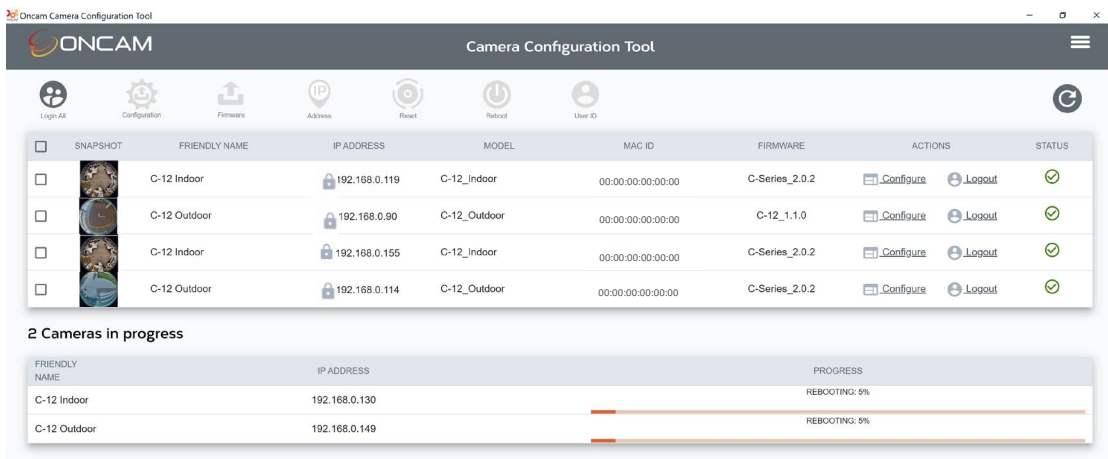 Oncam Camera Configuration Tool
ONCAM
Camera Configuration Tool
Login All Configuration Firmware Address Reset Reboot User ID
IP
SNAPSHOT FRIENDLY NAME IP ADDRESS MODEL MAC ID FIRMWARE ACTIONS STATUS
C-12 Indoor 192.168.0.119 C-12_Indoor 00:00:00:00:00:00 C-Series_2.0.2 Configure Logout
C-12 Outdoor 192.168.0.90 C-12_Outdoor 00:00:00:00:00:00 C-12_1.1.0 Configure Logout
C-12 Indoor 192.168.0.155 C-12_Indoor 00:00:00:00:00:00 C-Series_2.0.2 Configure Logout
C-12 Outdoor 192.168.0.114 C-12_Outdoor 00:00:00:00:00:00 C-Series_2.0.2 Configure Logout
2 Cameras in progress
FRIENDLY NAME IP ADDRESS PROGRESS
C-12 Indoor 192.168.0.130 REBOOTING: 5%
C-12 Outdoor 192.168.0.149 REBOOTING: 5%